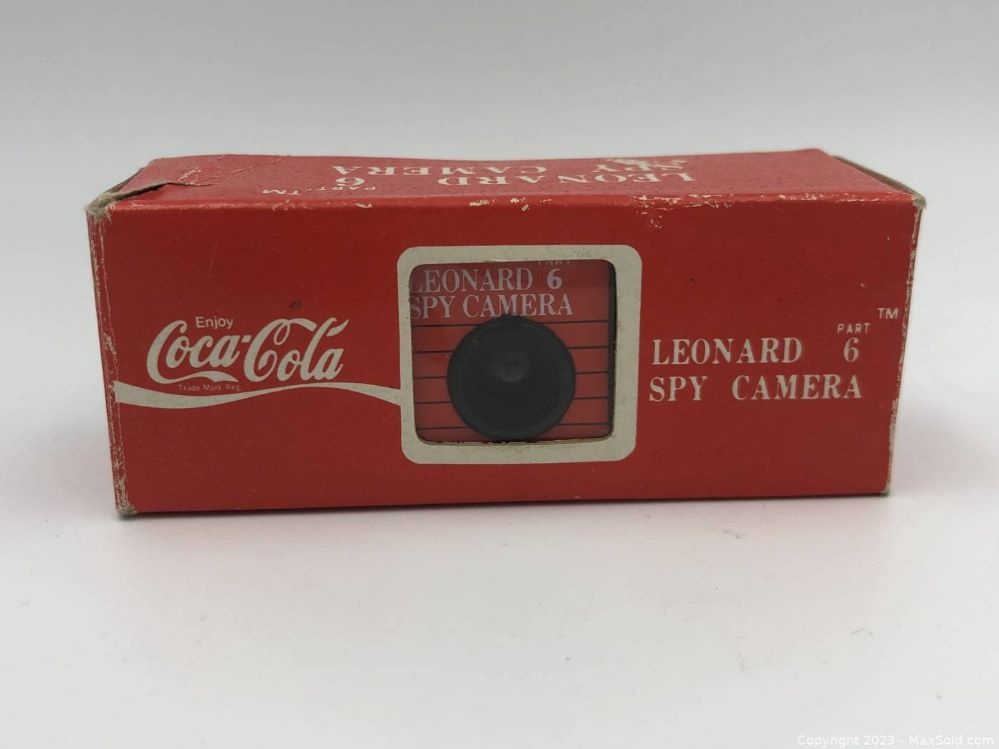 LEONARD PART 6 TM
SPY CAMERA
Enjoy
Coca-Cola
Trade Mark Reg.
PART
LEONARD 6
SPY CAMERA
TM
PART
LEONARD 6
SPY CAMERA
Copyright 2023 - MaxSold.com